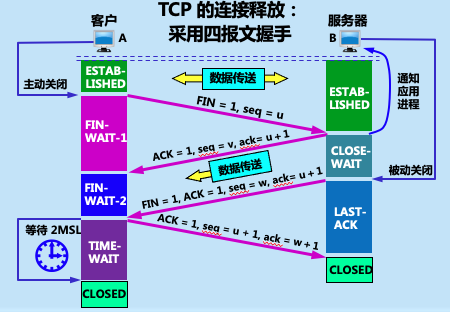 TCP 的连接释放：
采用四报文握手
客户
A
服务器
B
ESTAB-
LISHED
数据传送
ESTAB-
LISHED
通知
应用
进程
主动关闭
FIN = 1, seq = u
FIN-
WAIT-1
ACK = 1, seq = v, ack= u + 1
CLOSE-
WAIT
数据传送
被动关闭
FIN = 1, ACK = 1, seq = w, ack= u + 1
FIN-
WAIT-2
LAST-
ACK
ACK = 1, seq = u + 1, ack = w + 1
等待 2MSL
TIME-
WAIT
CLOSED
CLOSED